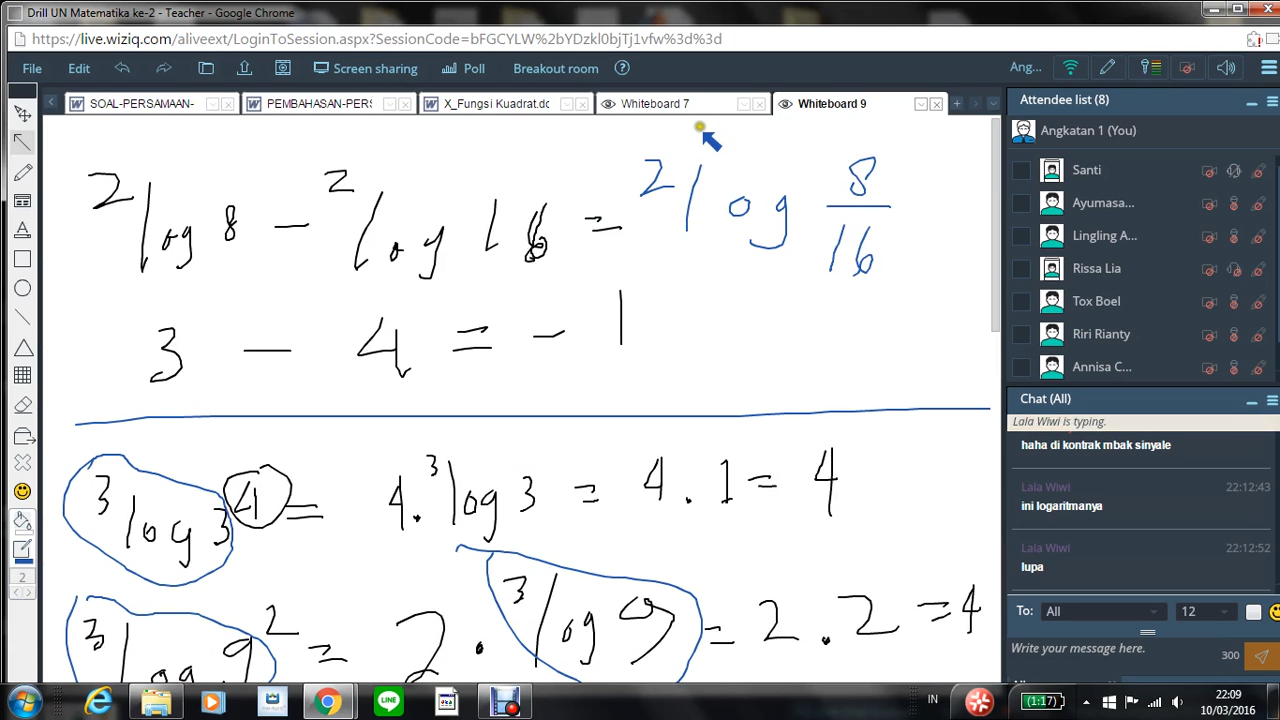 Drill UN Matematika ke-2 - Teacher - Google Chrome
https://live.wiziq.com/aliveext/LoginToSession.aspx?SessionCode=bFGCYLW%2bYDzkl0bjTj1vfw%3d%3d
File Edit Screen sharing Poll Breakout room Ang...
SOAL-PERSAMAAN- PEMBAHASAN-PERS X_Fungsi Kuadrat.dc Whiteboard 7 Whiteboard 9
²log 8 - ²log 16 = ²log 8/16
3 - 4 = - 1
³log 3⁴ = 4 . ³log 3 = 4 . 1 = 4
³log 9² = 2 . ³log 9 = 2 . 2 = 4
2
Attendee list (8)
Angkatan 1 (You)
Santi
Ayumasa...
Lingling A...
Rissa Lia
Tox Boel
Riri Rianty
Annisa C...
Chat (All)
Lala Wiwi is typing.
haha di kontrak mbak sinyale
Lala Wiwi 22:12:43
ini logaritmanya
Lala Wiwi 22:12:52
lupa
To: All 12
Write your message here. 300
LINE IN (1:17) 22:09
10/03/2016